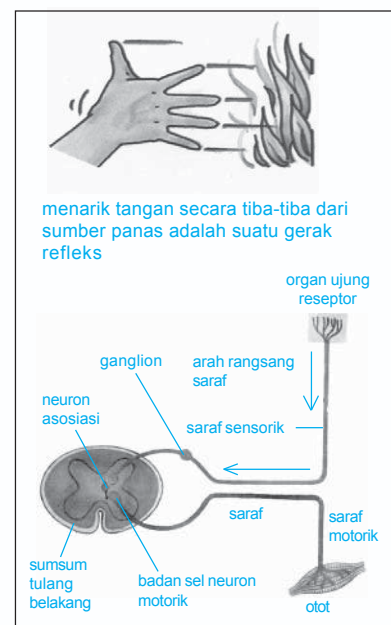 menarik tangan secara tiba-tiba dari
sumber panas adalah suatu gerak
refleks
organ ujung
reseptor
ganglion
arah rangsang
saraf
neuron
asosiasi
saraf sensorik
saraf
saraf
motorik
sumsum
tulang
belakang
badan sel neuron
motorik
otot